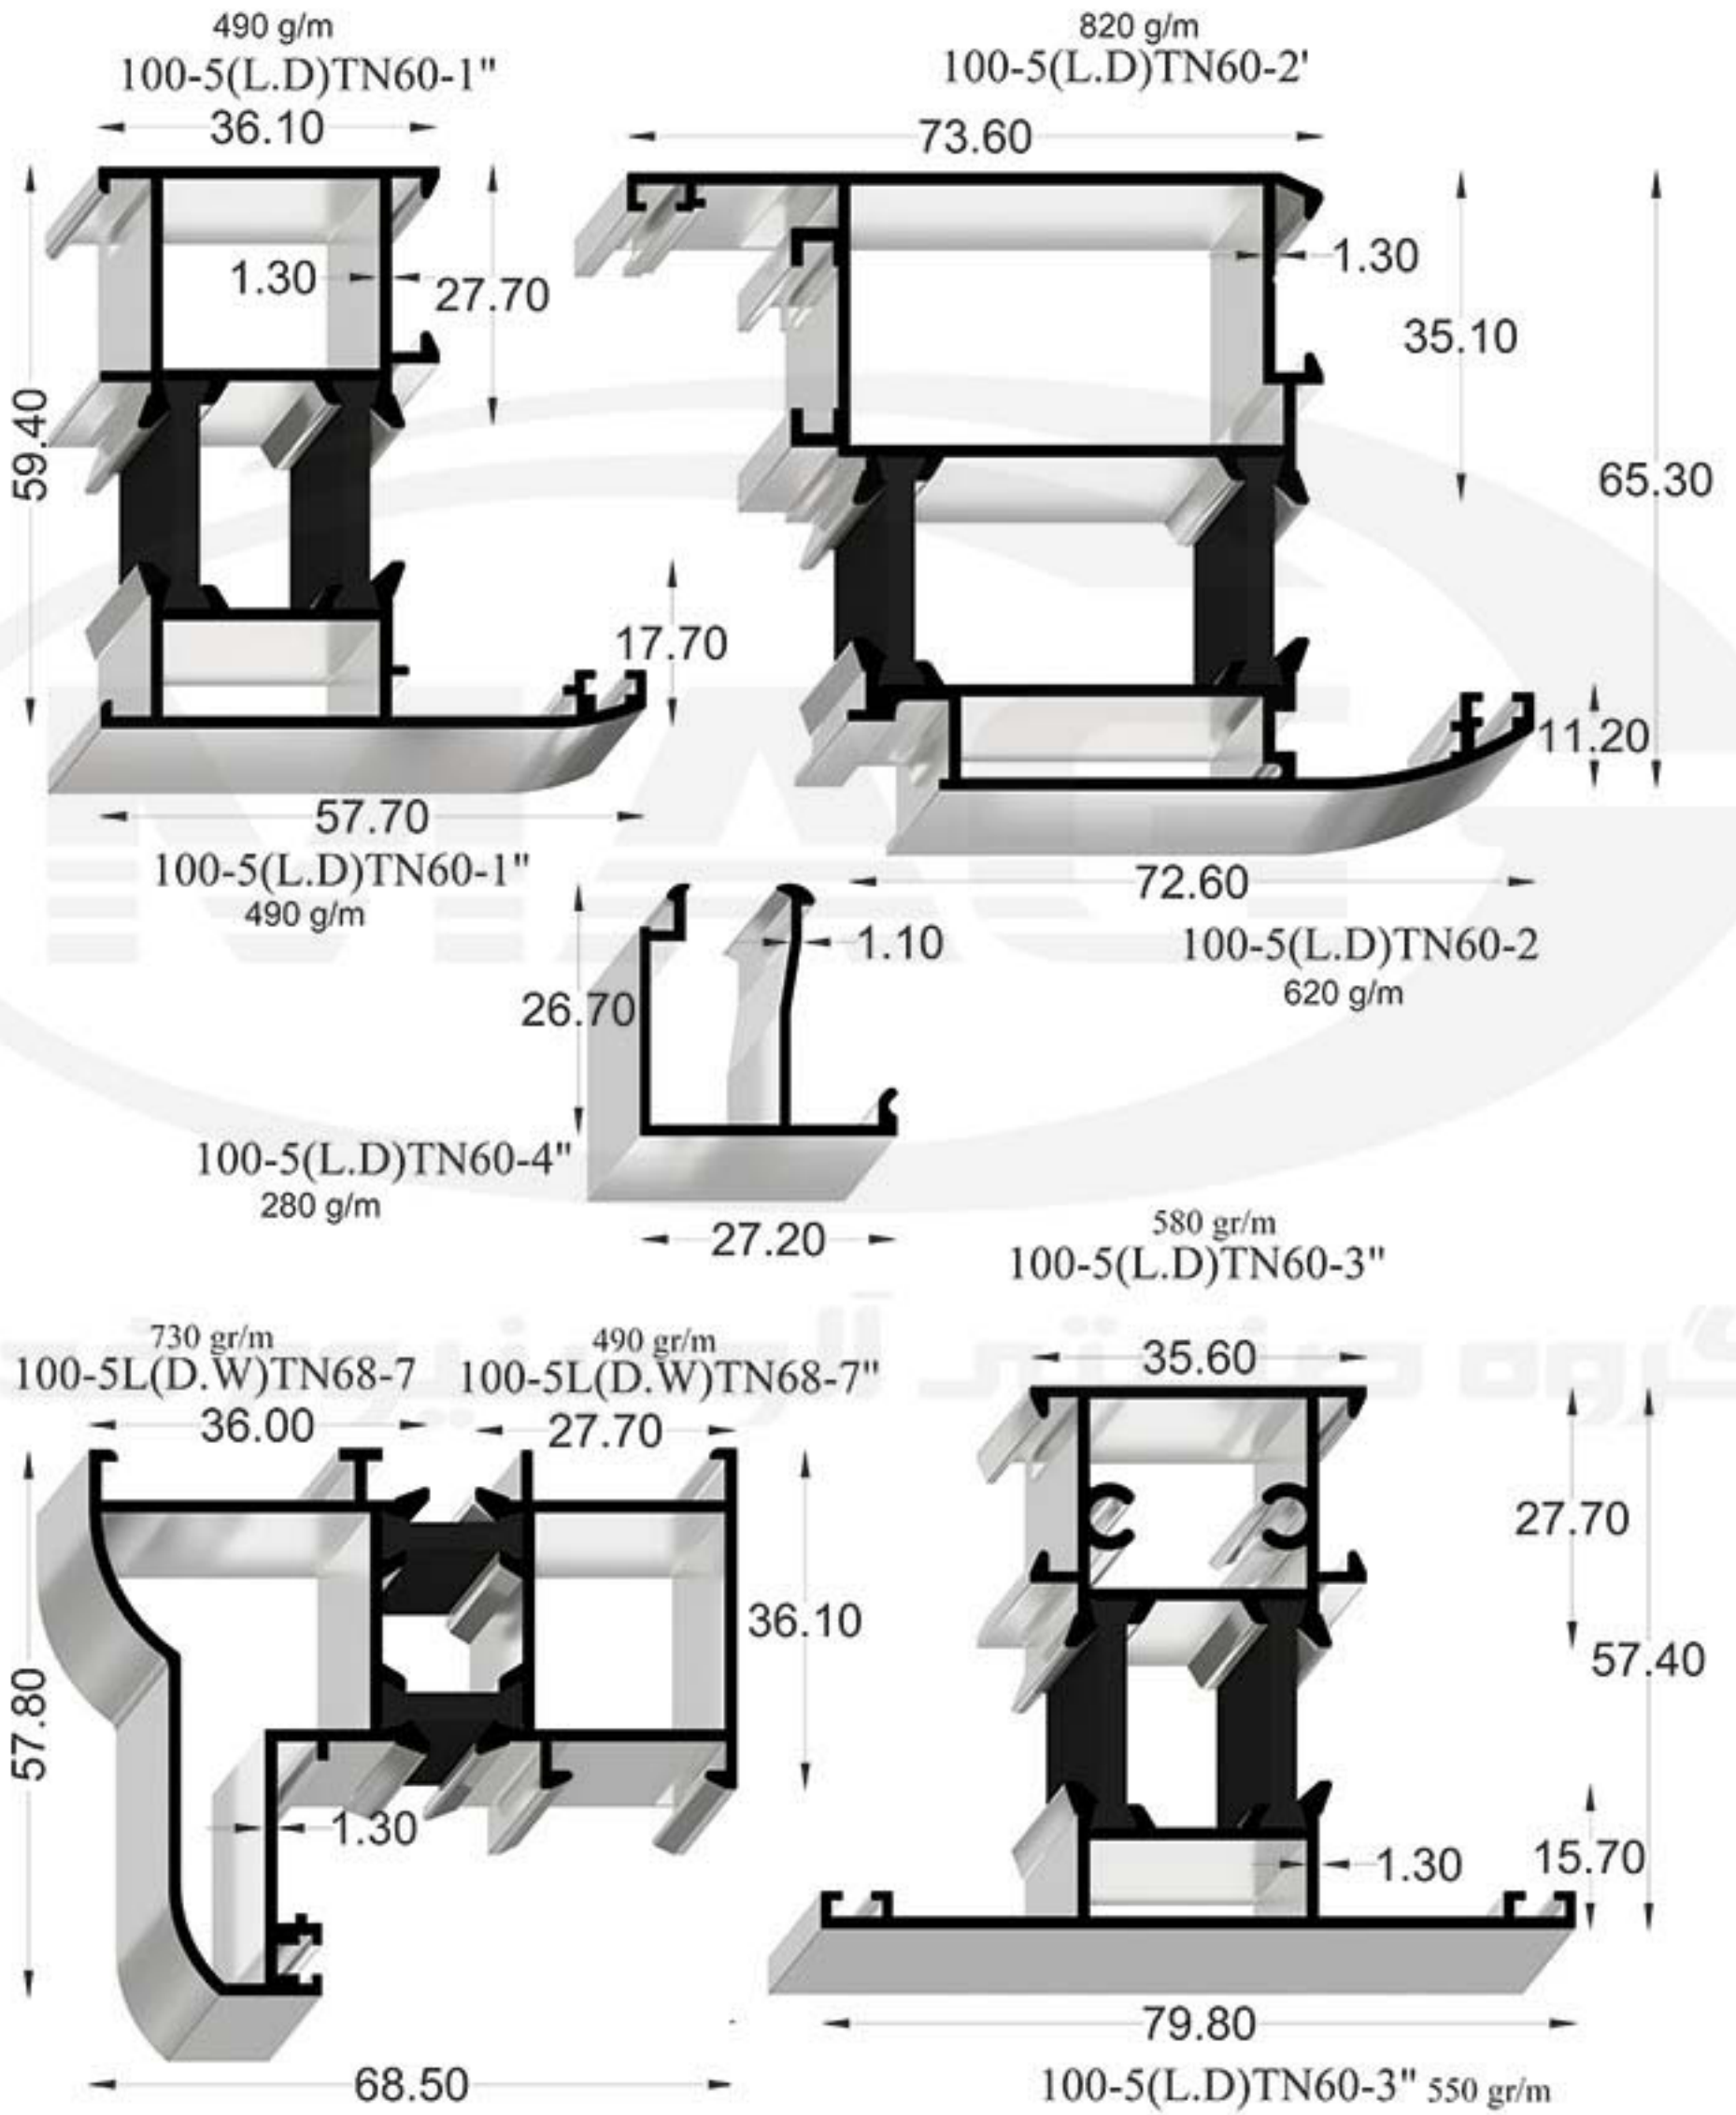 490 g/m
100-5(L.D)TN60-1"
36.10
59.40
1.30
27.70
17.70
57.70
100-5(L.D)TN60-1"
490 g/m
820 g/m
100-5(L.D)TN60-2'
73.60
1.30
35.10
65.30
11.20
72.60
100-5(L.D)TN60-2
620 g/m
1.10
26.70
100-5(L.D)TN60-4"
280 g/m
27.20
730 gr/m
100-5L(D.W)TN68-7
36.00
490 gr/m
100-5L(D.W)TN68-7"
27.70
36.10
57.80
1.30
68.50
580 gr/m
100-5(L.D)TN60-3"
35.60
27.70
57.40
1.30
15.70
79.80
100-5(L.D)TN60-3" 550 gr/m